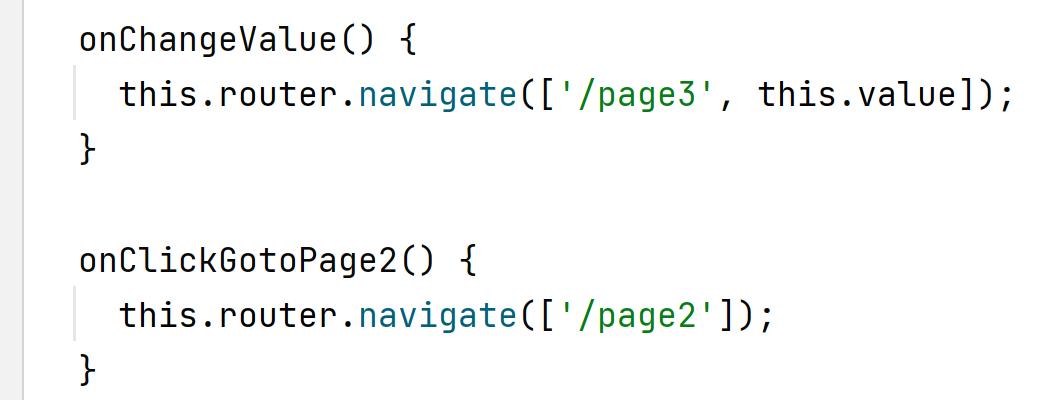 onChangeValue() {
  this.router.navigate(['/page3', this.value]);
}

onClickGotoPage2() {
  this.router.navigate(['/page2']);
}